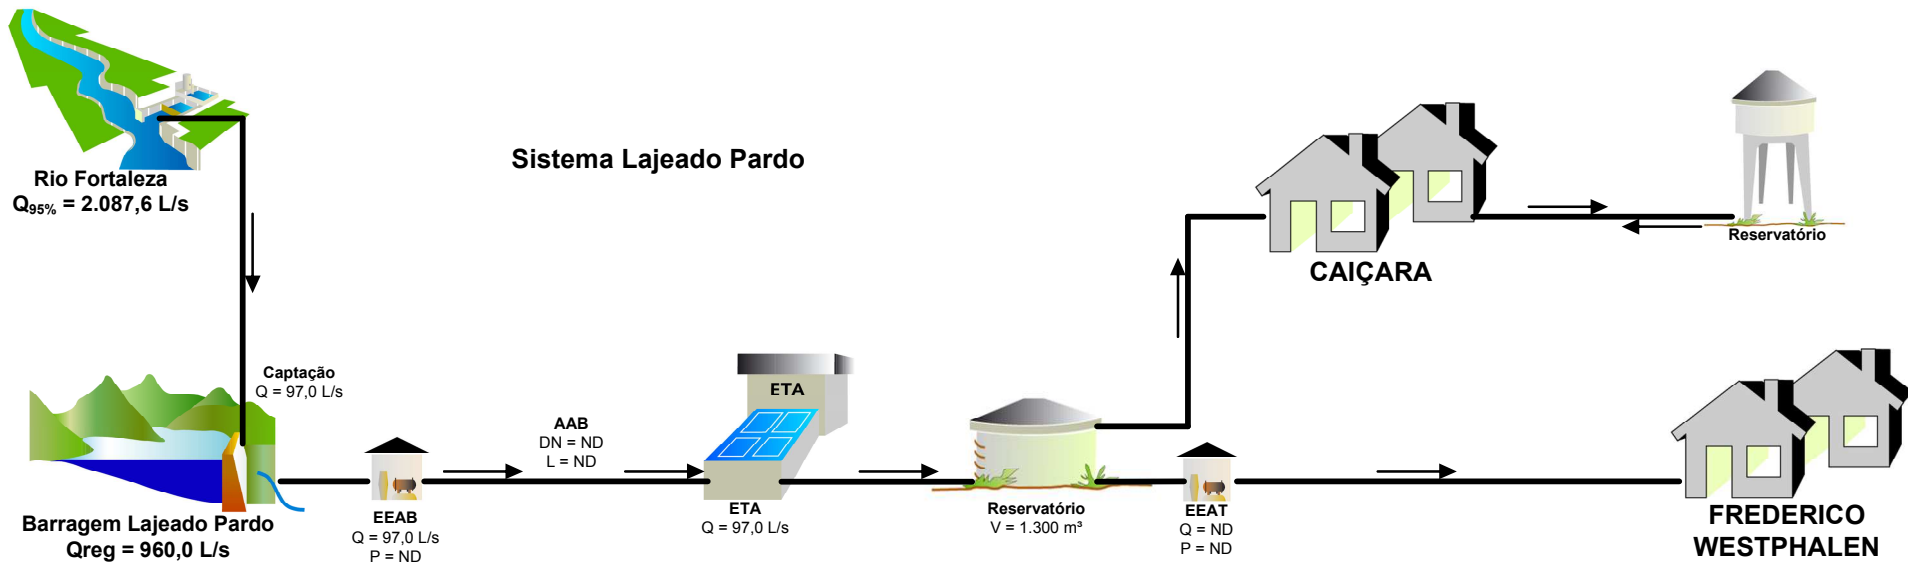 Sistema Lajeado Pardo
Rio Fortaleza
Q95% = 2.087,6 L/s
CAIÇARA
Reservatório
Captação
Q = 97,0 L/s
Barragem Lajeado Pardo
Qreg = 960,0 L/s
EEAB
Q = 97,0 L/s
P = ND
AAB
DN = ND
L = ND
ETA
ETA
Q = 97,0 L/s
Reservatório
V = 1.300 m³
EEAT
Q = ND
P = ND
FREDERICO
WESTPHALEN